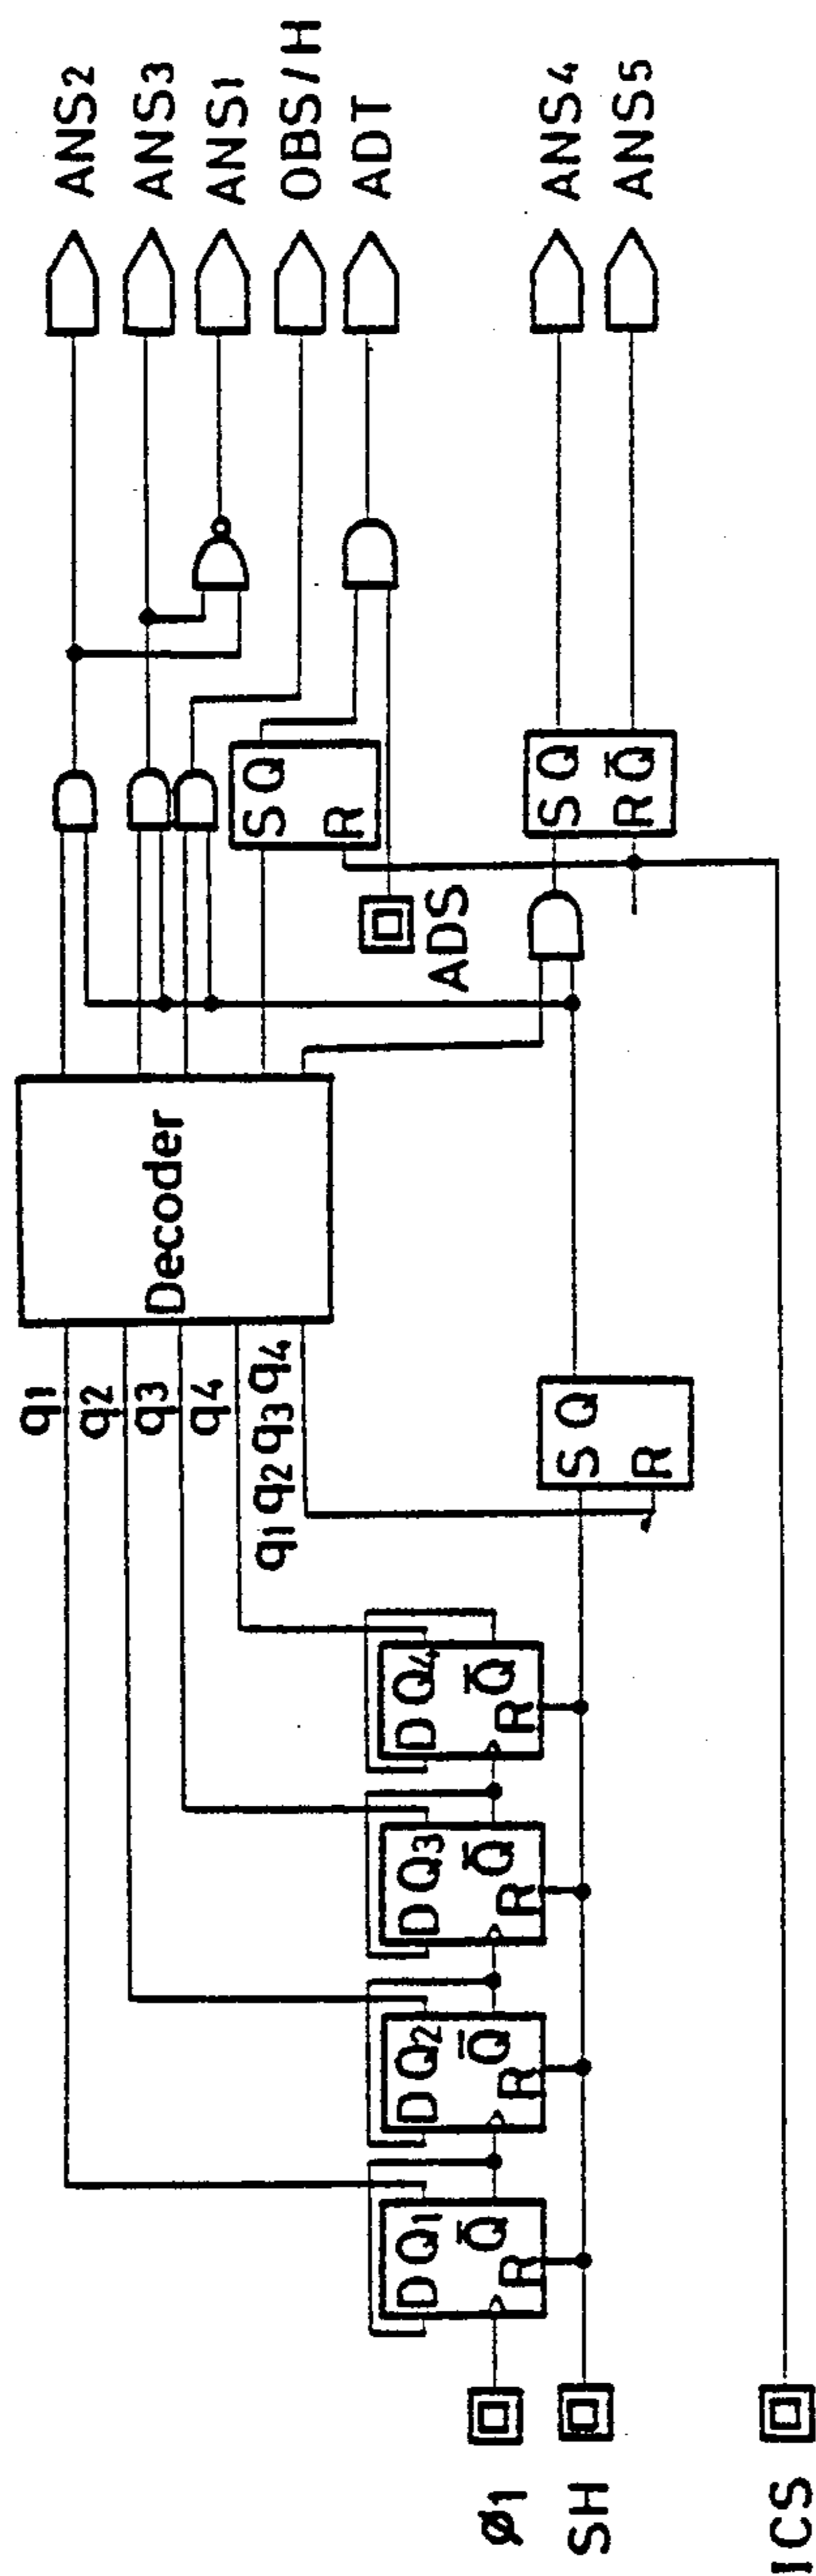 ANS2
ANS3
ANS1
OBS/H
ADT
ANS4
ANS5
S Q
R
ADS
S Q
R Q̅
Decoder
q1
q2
q3
q4
q1 q2 q3 q4
S Q
R
D Q1
Q̅
R
D Q2
Q̅
R
D Q3
Q̅
R
D Q4
Q̅
R
ø1
SH
ICS